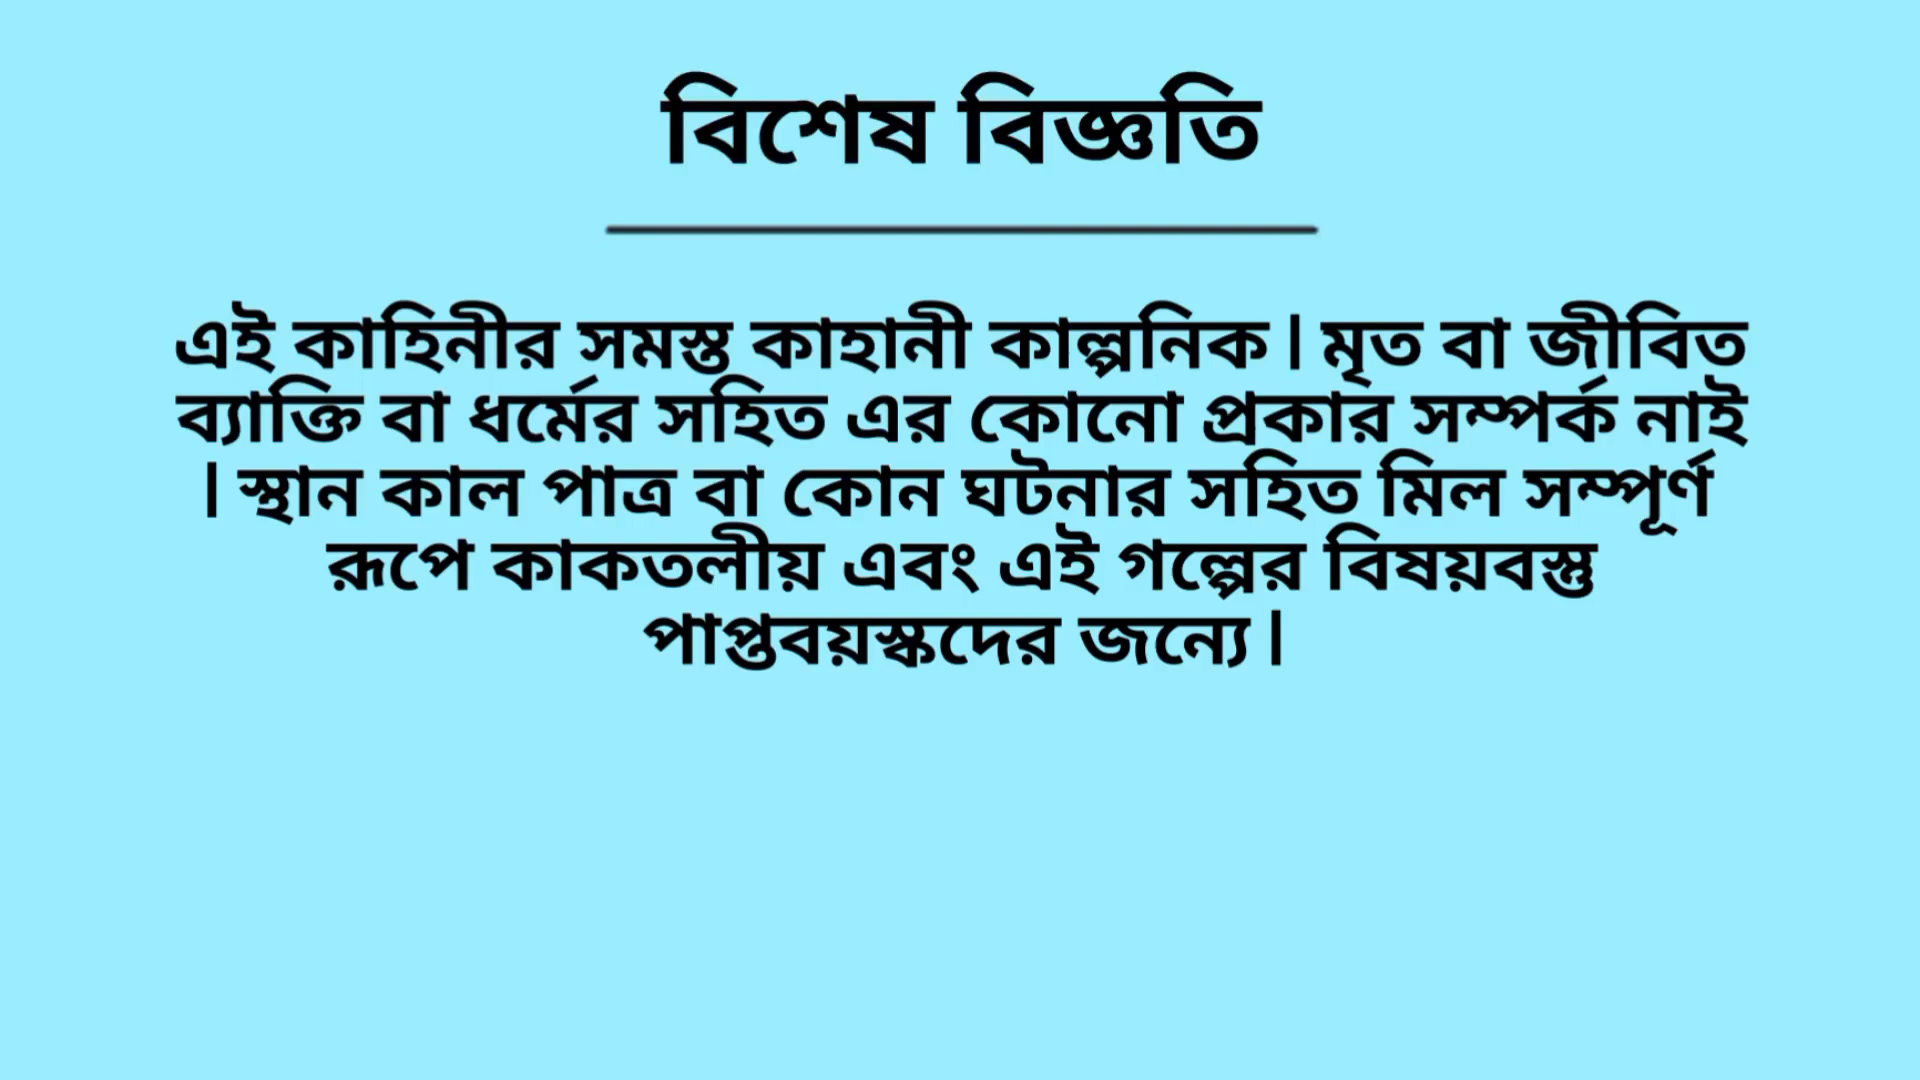 বিশেষ বিজ্ঞতি
এই কাহিনীর সমস্ত কাহানী কাল্পনিক। মৃত বা জীবিত
ব্যাক্তি বা ধর্মের সহিত এর কোনো প্রকার সম্পর্ক নাই
। স্থান কাল পাত্র বা কোন ঘটনার সহিত মিল সম্পূর্ণ
রূপে কাকতলীয় এবং এই গল্পের বিষয়বস্তু
পাপ্তবয়স্কদের জন্যে।